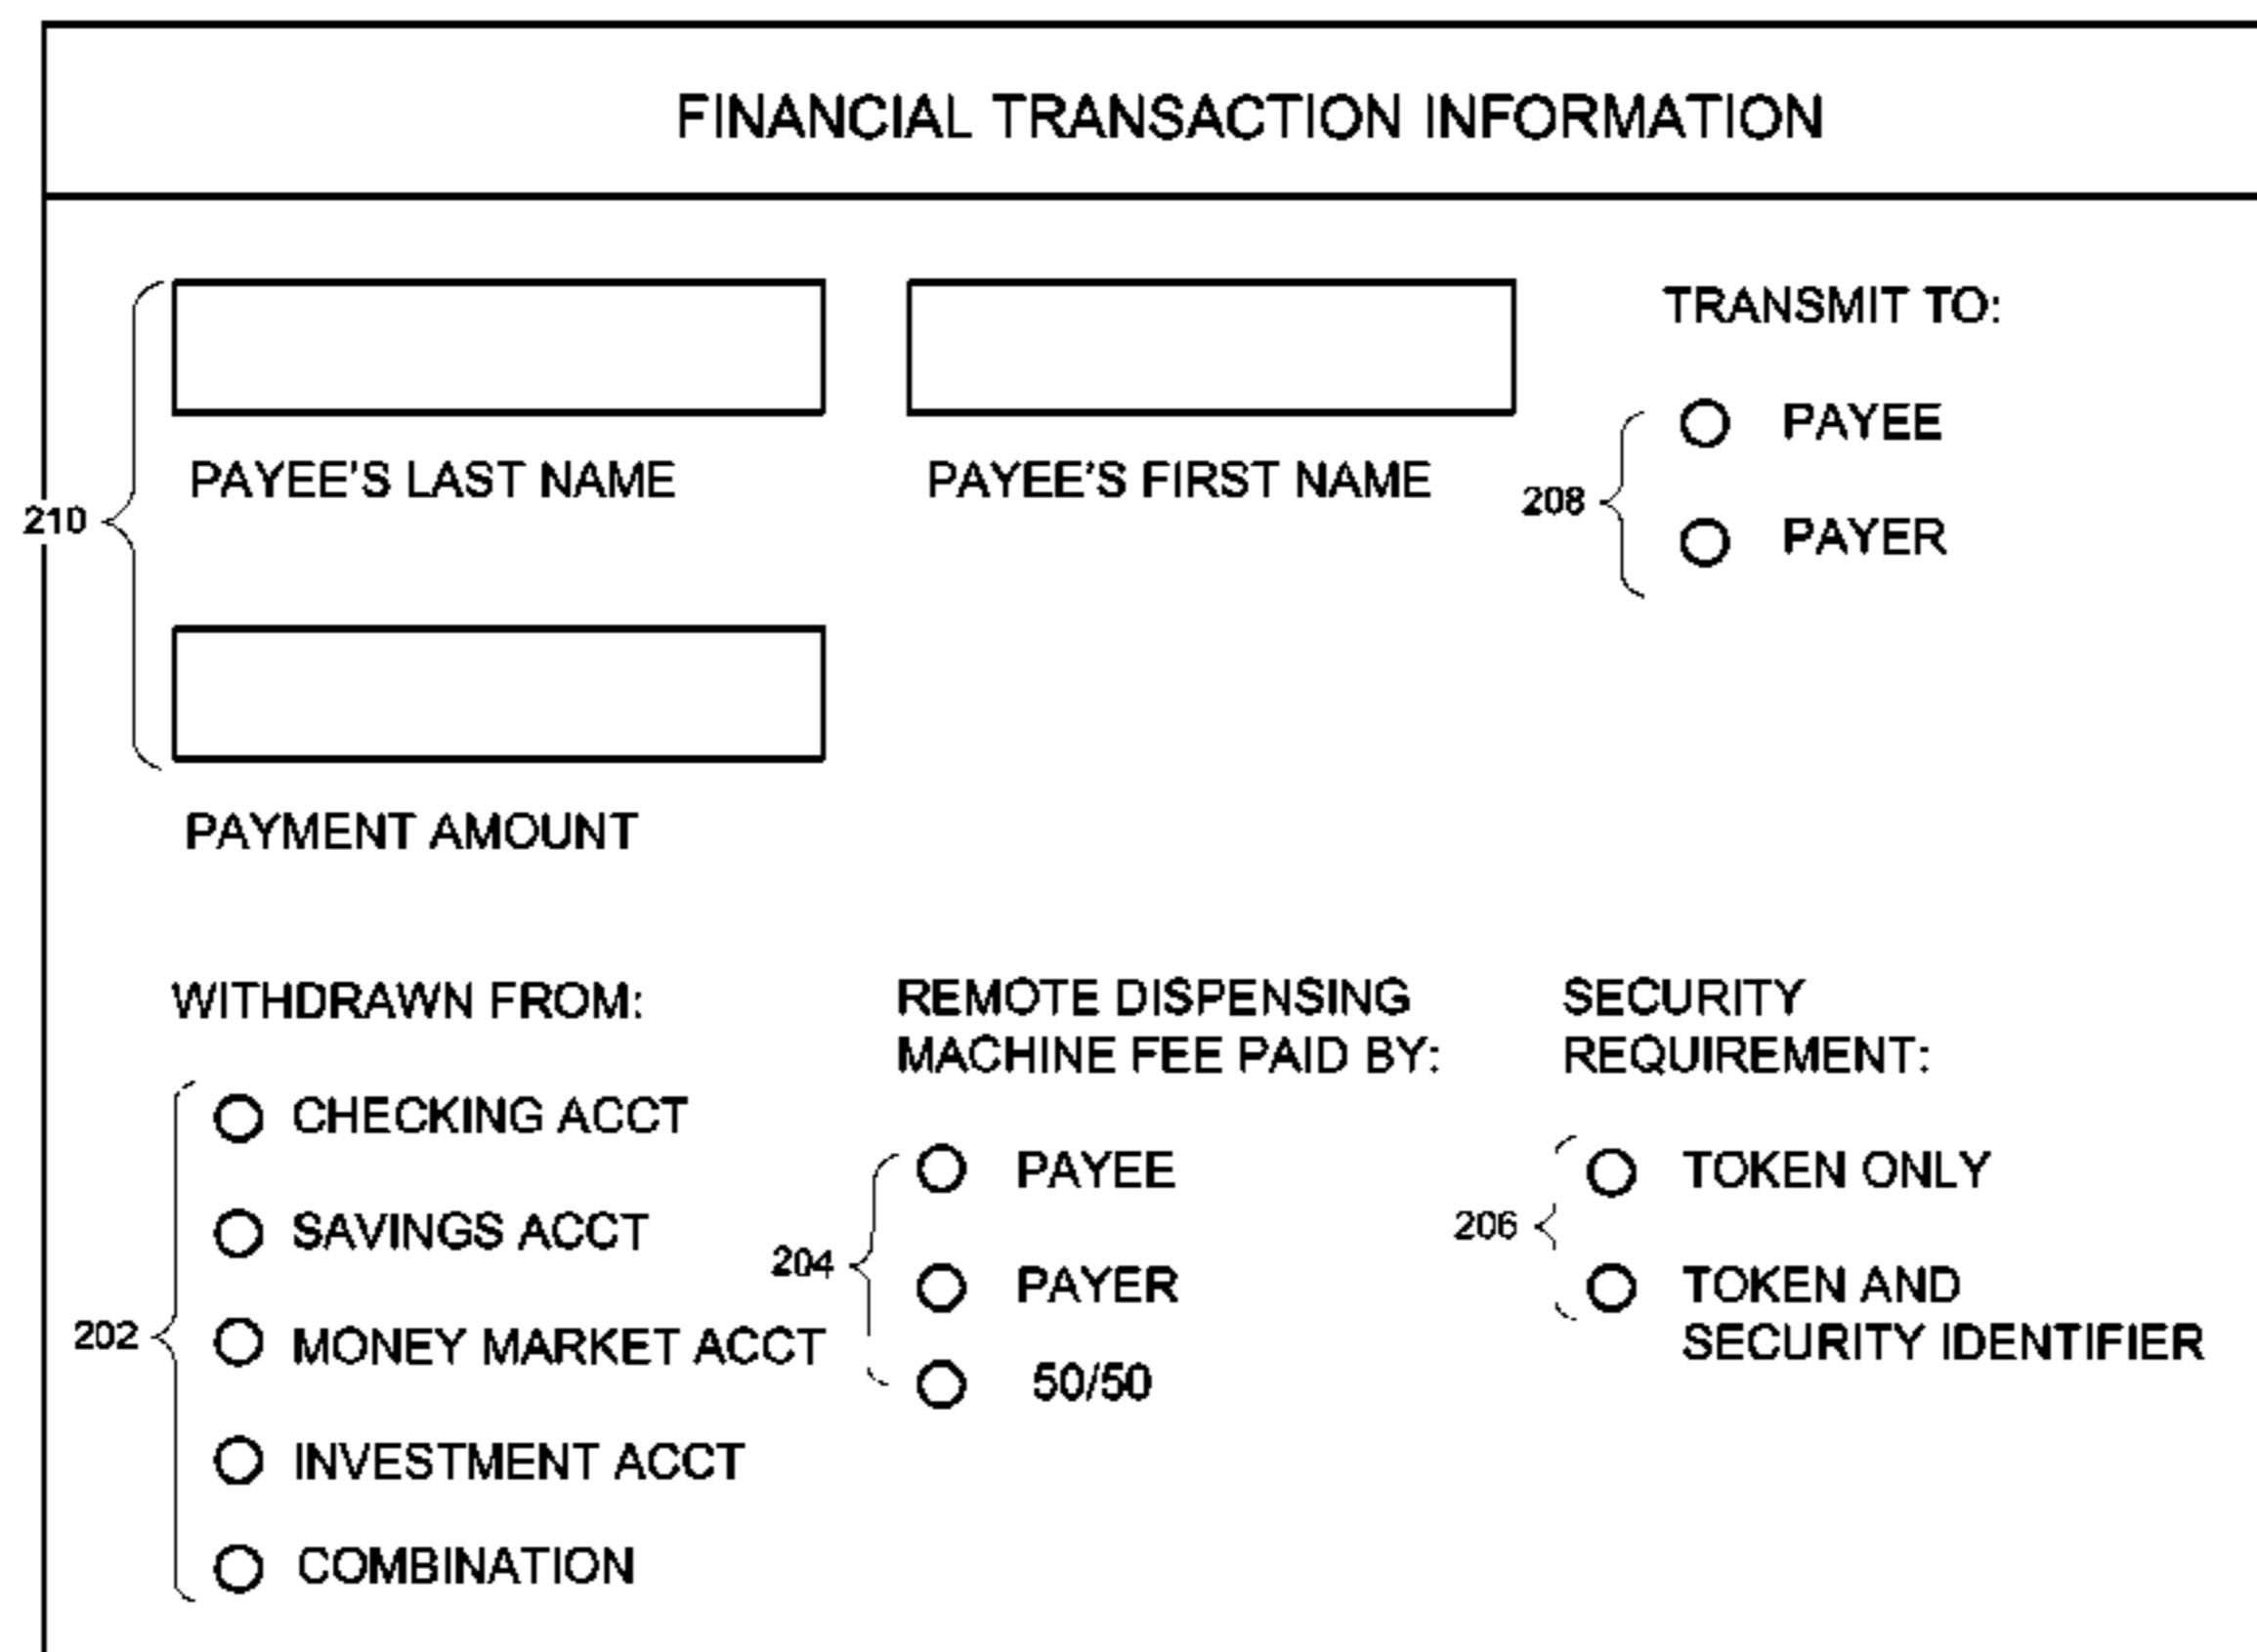 FINANCIAL TRANSACTION INFORMATION
TRANSMIT TO:
PAYEE
PAYEE'S LAST NAME
PAYEE'S FIRST NAME
208
210
PAYER
PAYMENT AMOUNT
WITHDRAWN FROM:
REMOTE DISPENSING
MACHINE FEE PAID BY:
SECURITY
REQUIREMENT:
202
CHECKING ACCT
SAVINGS ACCT
MONEY MARKET ACCT
INVESTMENT ACCT
COMBINATION
204
PAYEE
PAYER
50/50
206
TOKEN ONLY
TOKEN AND
SECURITY IDENTIFIER